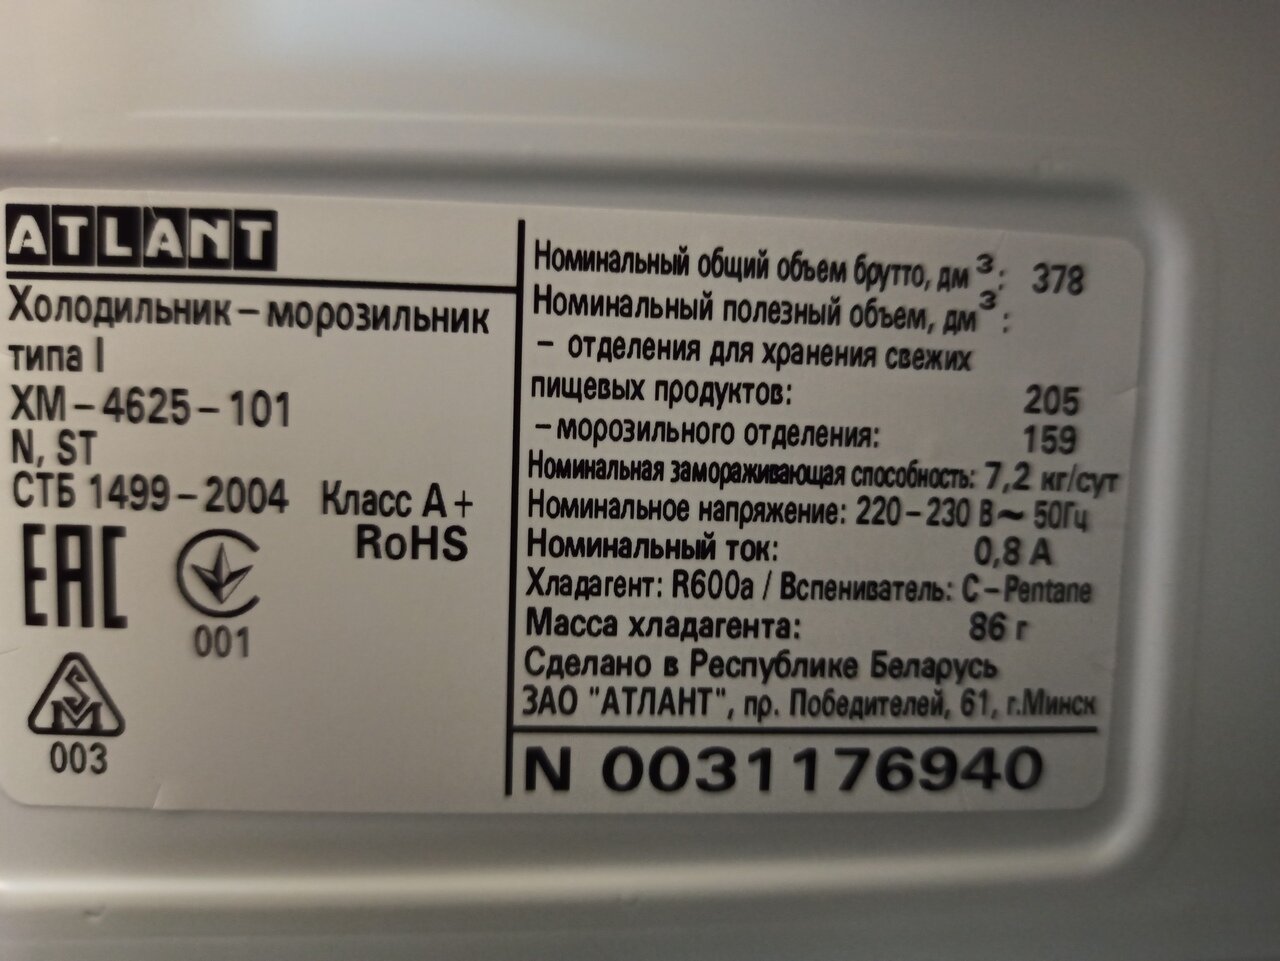 ATLANT
Холодильник – морозильник
типа I
ХМ – 4625 – 101
N, ST
СТБ 1499 – 2004 Класс А+
RoHS
ЕАС
001
003
Номинальный общий объем брутто, дм³: 378
Номинальный полезный объем, дм³:
– отделения для хранения свежих
пищевых продуктов: 205
– морозильного отделения: 159
Номинальная замораживающая способность: 7,2 кг/сут
Номинальное напряжение: 220 – 230 В ~ 50Гц
Номинальный ток: 0,8 А
Хладагент: R600a / Вспениватель: C – Pentane
Масса хладагента: 86 г
Сделано в Республике Беларусь
ЗАО "АТЛАНТ", пр. Победителей, 61, г.Минск
N 0031176940